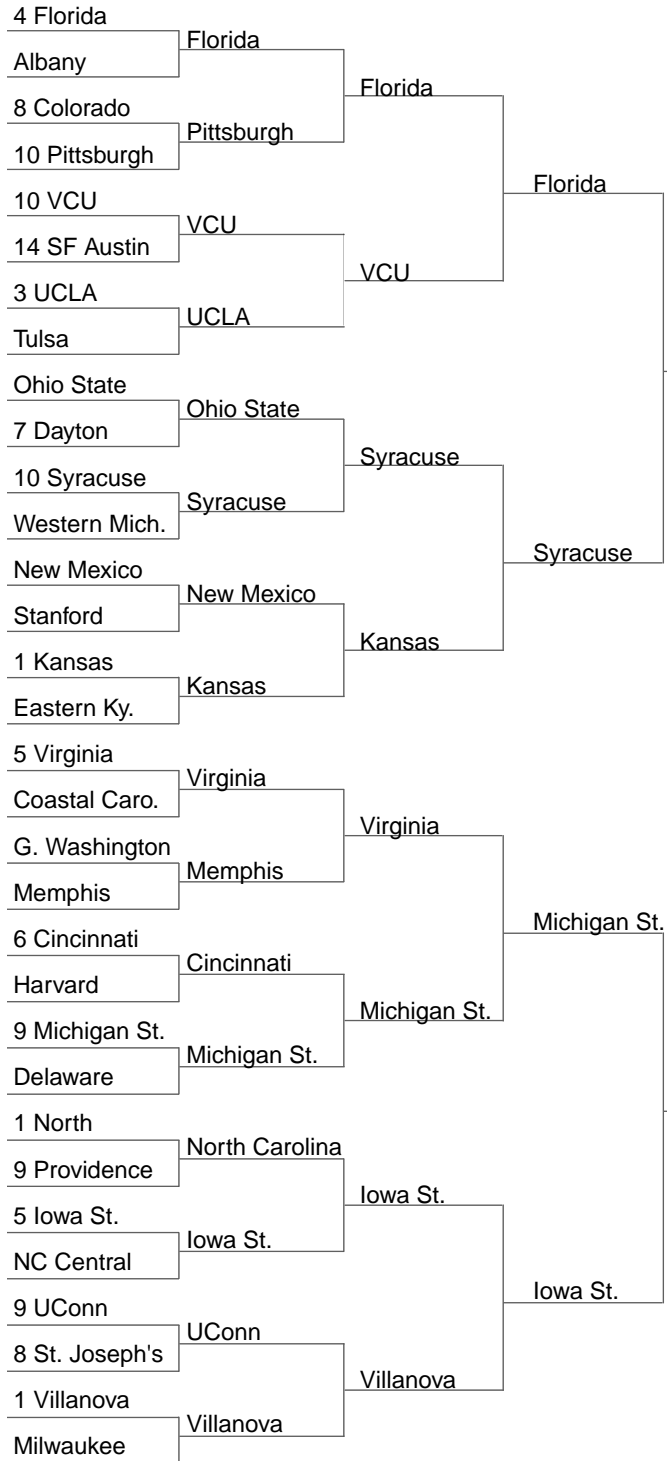 4 Florida
Albany
8 Colorado
10 Pittsburgh
10 VCU
14 SF Austin
3 UCLA
Tulsa
Ohio State
7 Dayton
10 Syracuse
Western Mich.
New Mexico
Stanford
1 Kansas
Eastern Ky.
5 Virginia
Coastal Caro.
G. Washington
Memphis
6 Cincinnati
Harvard
9 Michigan St.
Delaware
1 North
9 Providence
5 Iowa St.
NC Central
9 UConn
8 St. Joseph's
1 Villanova
Milwaukee
Florida
Pittsburgh
VCU
UCLA
Ohio State
Syracuse
New Mexico
Kansas
Virginia
Memphis
Cincinnati
Michigan St.
North Carolina
Iowa St.
UConn
Villanova
Florida
VCU
Syracuse
Kansas
Virginia
Michigan St.
Iowa St.
Villanova
Florida
Syracuse
Michigan St.
Iowa St.